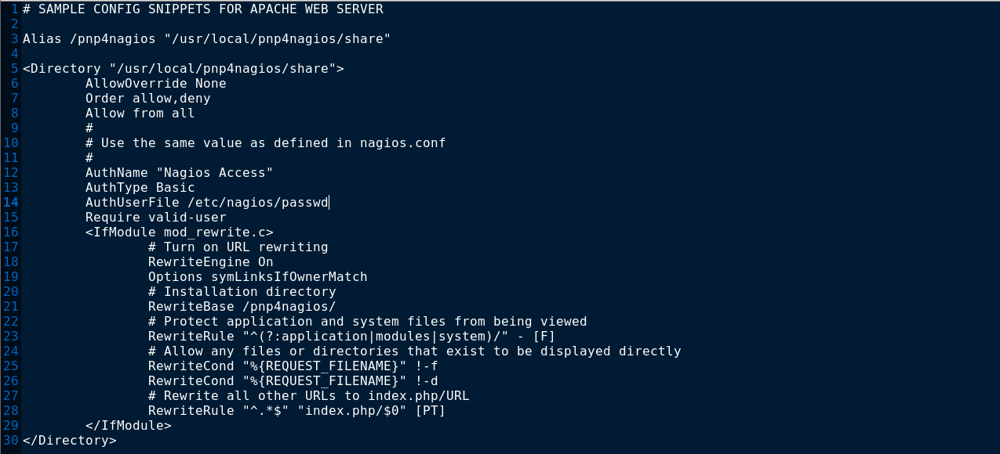 1 # SAMPLE CONFIG SNIPPETS FOR APACHE WEB SERVER
2
3 Alias /pnp4nagios "/usr/local/pnp4nagios/share"
4
5 <Directory "/usr/local/pnp4nagios/share">
6         AllowOverride None
7         Order allow,deny
8         Allow from all
9         #
10         # Use the same value as defined in nagios.conf
11         #
12         AuthName "Nagios Access"
13         AuthType Basic
14         AuthUserFile /etc/nagios/passwd
15         Require valid-user
16         <IfModule mod_rewrite.c>
17                 # Turn on URL rewriting
18                 RewriteEngine On
19                 Options symLinksIfOwnerMatch
20                 # Installation directory
21                 RewriteBase /pnp4nagios/
22                 # Protect application and system files from being viewed
23                 RewriteRule "^(?:application|modules|system)/" - [F]
24                 # Allow any files or directories that exist to be displayed directly
25                 RewriteCond "%{REQUEST_FILENAME}" !-f
26                 RewriteCond "%{REQUEST_FILENAME}" !-d
27                 # Rewrite all other URLs to index.php/URL
28                 RewriteRule "^.*$" "index.php/$0" [PT]
29         </IfModule>
30 </Directory>